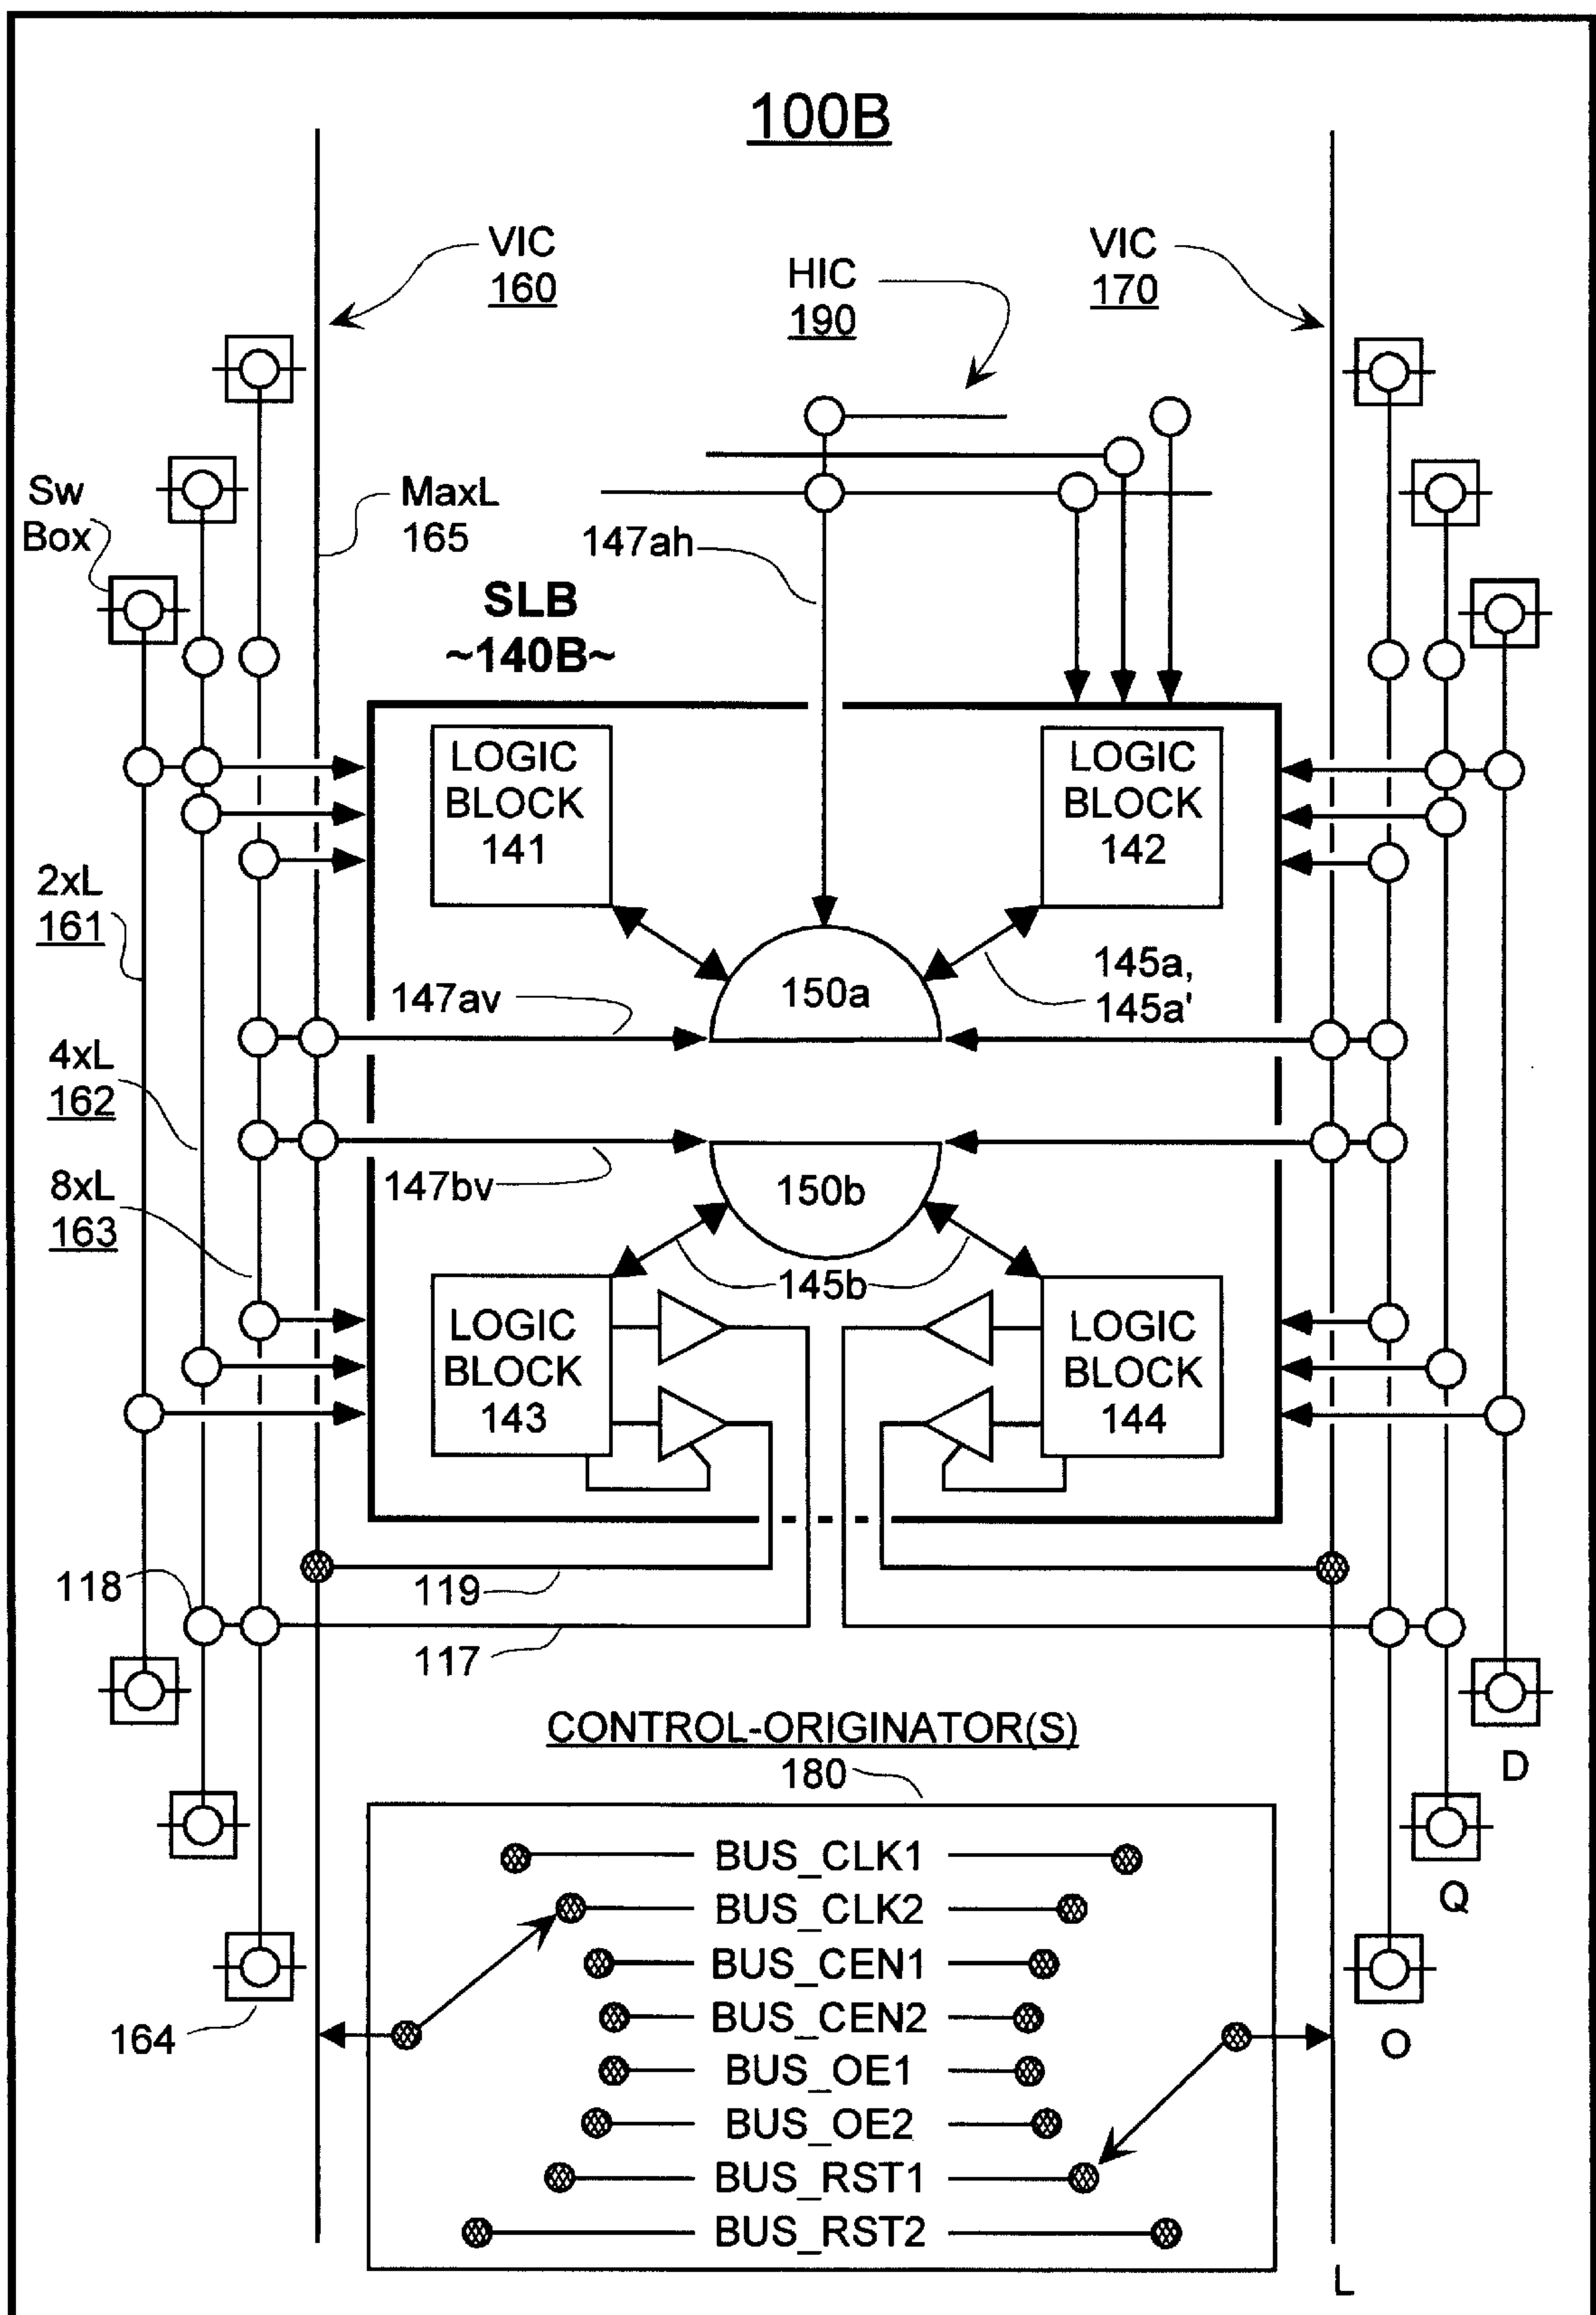 100B
VIC
160
VIC
170
HIC
190
Sw
Box
MaxL
165
147ah
SLB
~140B~
LOGIC
BLOCK
141
LOGIC
BLOCK
142
2xL
161
147av
150a
145a,
145a'
4xL
162
8xL
163
147bv
150b
145b
LOGIC
BLOCK
143
LOGIC
BLOCK
144
118
119
117
CONTROL-ORIGINATOR(S)
180
D
BUS_CLK1
BUS_CLK2
Q
BUS_CEN1
BUS_CEN2
164
O
BUS_OE1
BUS_OE2
BUS_RST1
BUS_RST2
L